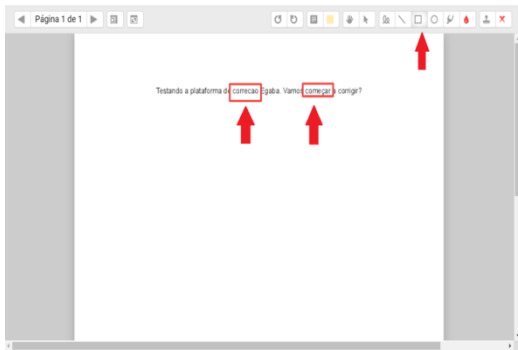 Página 1 de 1
Testando a plataforma de correcao Egaba. Vamos começar a corrigir?